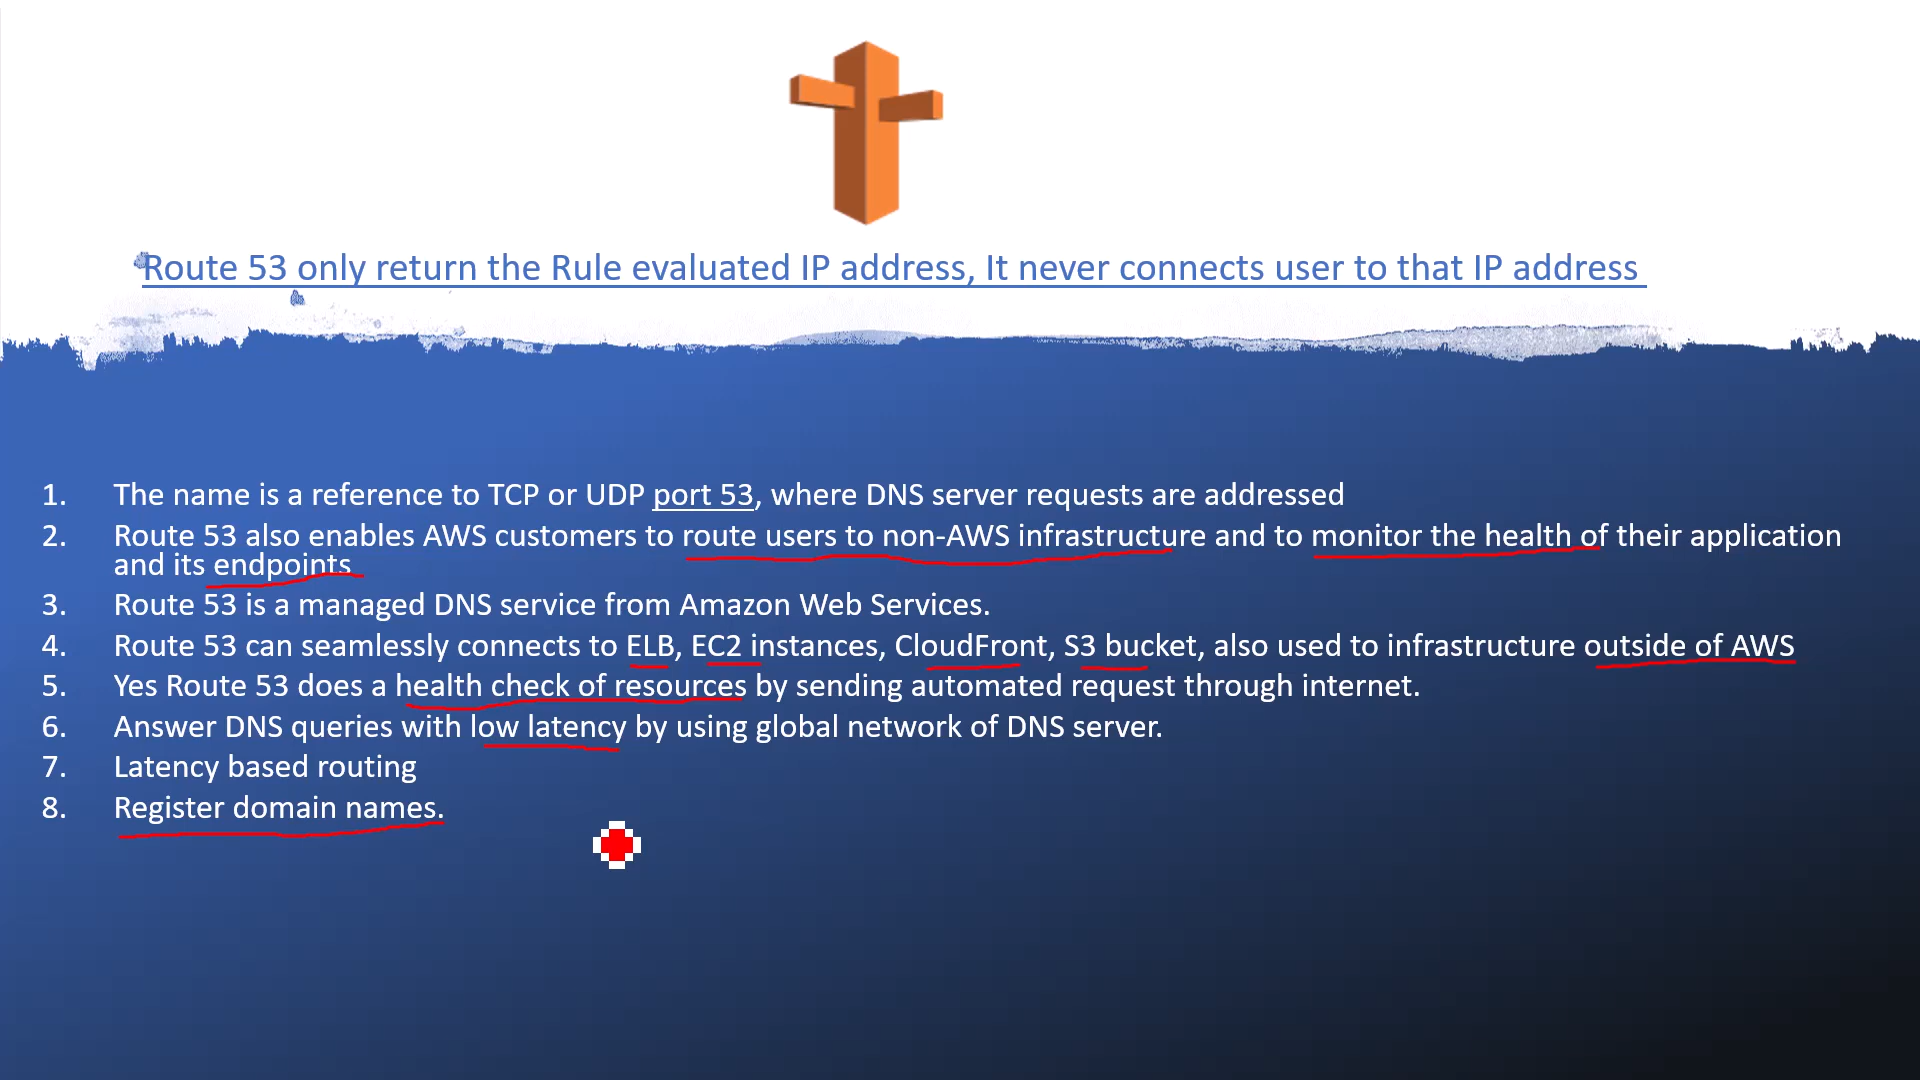 Route 53 only return the Rule evaluated IP address, It never connects user to that IP address
1. The name is a reference to TCP or UDP port 53, where DNS server requests are addressed
2. Route 53 also enables AWS customers to route users to non-AWS infrastructure and to monitor the health of their application
and its endpoints
3. Route 53 is a managed DNS service from Amazon Web Services.
4. Route 53 can seamlessly connects to ELB, EC2 instances, CloudFront, S3 bucket, also used to infrastructure outside of AWS
5. Yes Route 53 does a health check of resources by sending automated request through internet.
6. Answer DNS queries with low latency by using global network of DNS server.
7. Latency based routing
8. Register domain names.